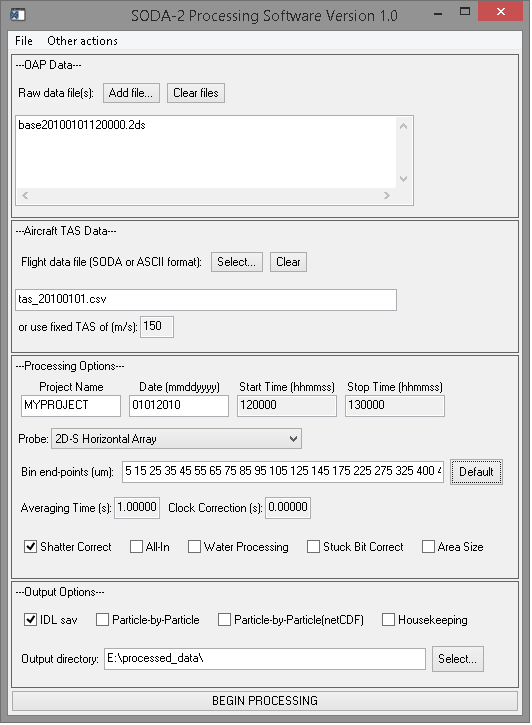 SODA-2 Processing Software Version 1.0
File Other actions
---OAP Data---
Raw data file(s): Add file... Clear files
base20100101120000.2ds
---Aircraft TAS Data---
Flight data file (SODA or ASCII format): Select... Clear
tas_20100101.csv
or use fixed TAS of (m/s): 150
---Processing Options---
Project Name Date (mmddyyyy) Start Time (hhmmss) Stop Time (hhmmss)
MYPROJECT 01012010 120000 130000
Probe: 2D-S Horizontal Array
Bin end-points (um): 5 15 25 35 45 55 65 75 85 95 105 125 145 175 225 275 325 400 4 Default
Averaging Time (s): 1.00000 Clock Correction (s): 0.00000
Shatter Correct All-In Water Processing Stuck Bit Correct Area Size
---Output Options---
IDL sav Particle-by-Particle Particle-by-Particle(netCDF) Housekeeping
Output directory: E:\processed_data\ Select...
BEGIN PROCESSING